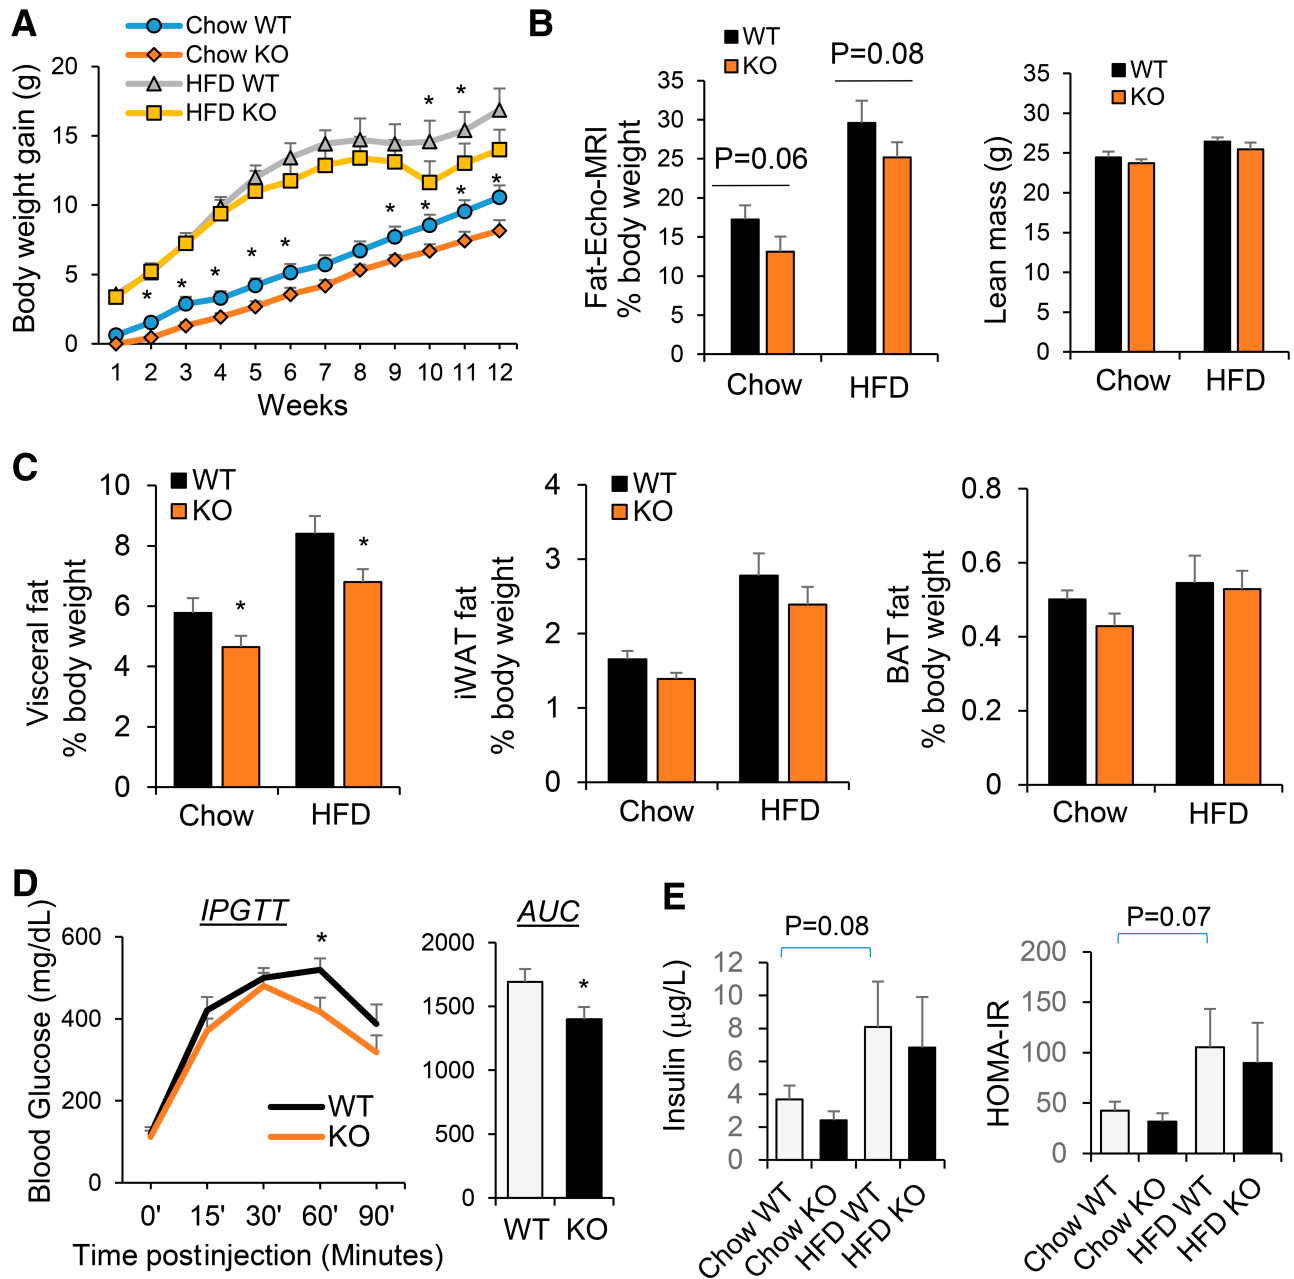 A
Chow WT
Chow KO
HFD WT
HFD KO
Body weight gain (g)
20
15
10
5
0
* * * * * * * * * * *
1 2 3 4 5 6 7 8 9 10 11 12
Weeks
B
WT
KO
P=0.06
P=0.08
Fat-Echo-MRI
% body weight
35
30
25
20
15
10
5
0
Chow HFD
WT
KO
Lean mass (g)
35
30
25
20
15
10
5
0
Chow HFD
C
WT
KO
Visceral fat
% body weight
10
8
6
4
2
0
* *
Chow HFD
WT
KO
iWAT fat
% body weight
4
3
2
1
0
Chow HFD
BAT fat
% body weight
0.8
0.6
0.4
0.2
0
Chow HFD
D
IPGTT
Blood Glucose (mg/dL)
600
400
200
0
*
WT
KO
0' 15' 30' 60' 90'
Time postinjection (Minutes)
AUC
2000
1500
1000
500
0
*
WT KO
E
P=0.08
Insulin (µg/L)
12
10
8
6
4
2
0
Chow WT
Chow KO
HFD WT
HFD KO
P=0.07
HOMA-IR
200
150
100
50
0
Chow WT
Chow KO
HFD WT
HFD KO